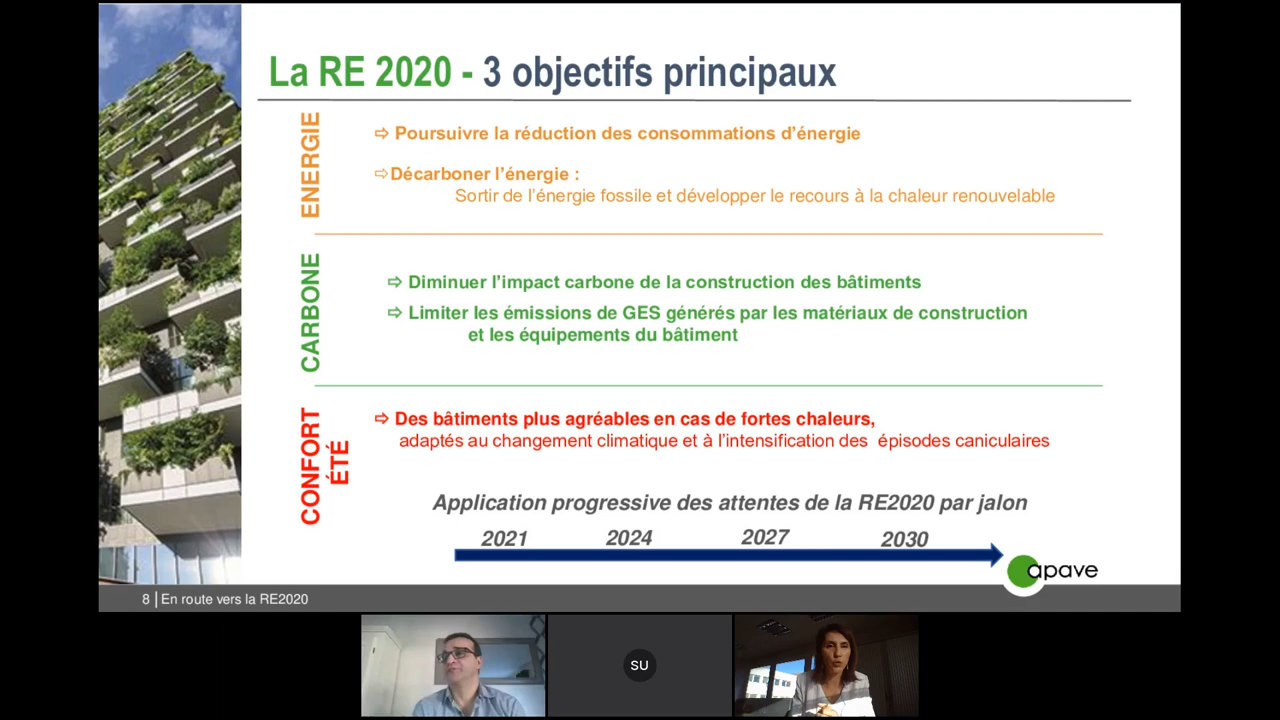 La RE 2020 - 3 objectifs principaux
ENERGIE
⇨ Poursuivre la réduction des consommations d’énergie
⇨Décarboner l’énergie :
Sortir de l’énergie fossile et développer le recours à la chaleur renouvelable
CARBONE
⇨ Diminuer l’impact carbone de la construction des bâtiments
⇨ Limiter les émissions de GES générés par les matériaux de construction
et les équipements du bâtiment
CONFORT
ÉTÉ
⇨ Des bâtiments plus agréables en cas de fortes chaleurs,
adaptés au changement climatique et à l’intensification des épisodes caniculaires
Application progressive des attentes de la RE2020 par jalon
2021 2024 2027 2030
apave
8 | En route vers la RE2020
SU